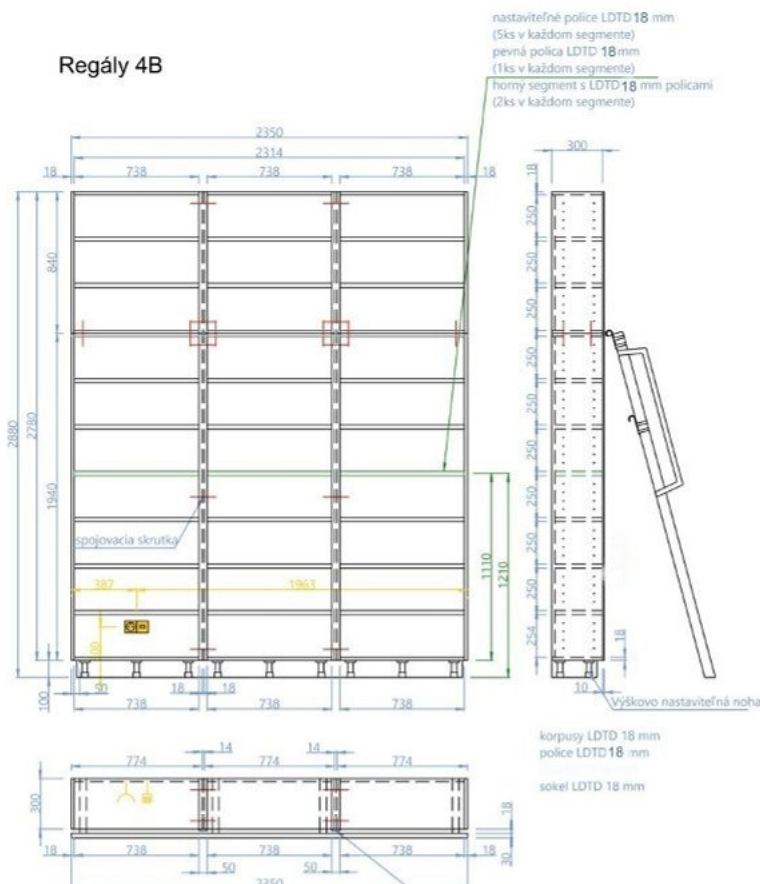 nastaviteľné police LDTD 18 mm
(5ks v každom segmente)
pevná polica LDTD 18mm
(1ks v každom segmente)
horný segment s LDTD 18 mm policami
(2ks v každom segmente)
Regály 4B
2350
2314
18 738 738 738 18
300
18
250
250
250
250
250
250
250
250
250
254
18
10
840
1940
2780
2880
100
spojovacia skrutka
387
1963
1110
1210
50
18 18
738 738 738
Výškovo nastaviteľná noha
korpusy LDTD 18 mm
police LDTD 18 mm
sokel LDTD 18 mm
14 14
774 774 774
300
18
30
18 738 738 738 18
50 50
2350